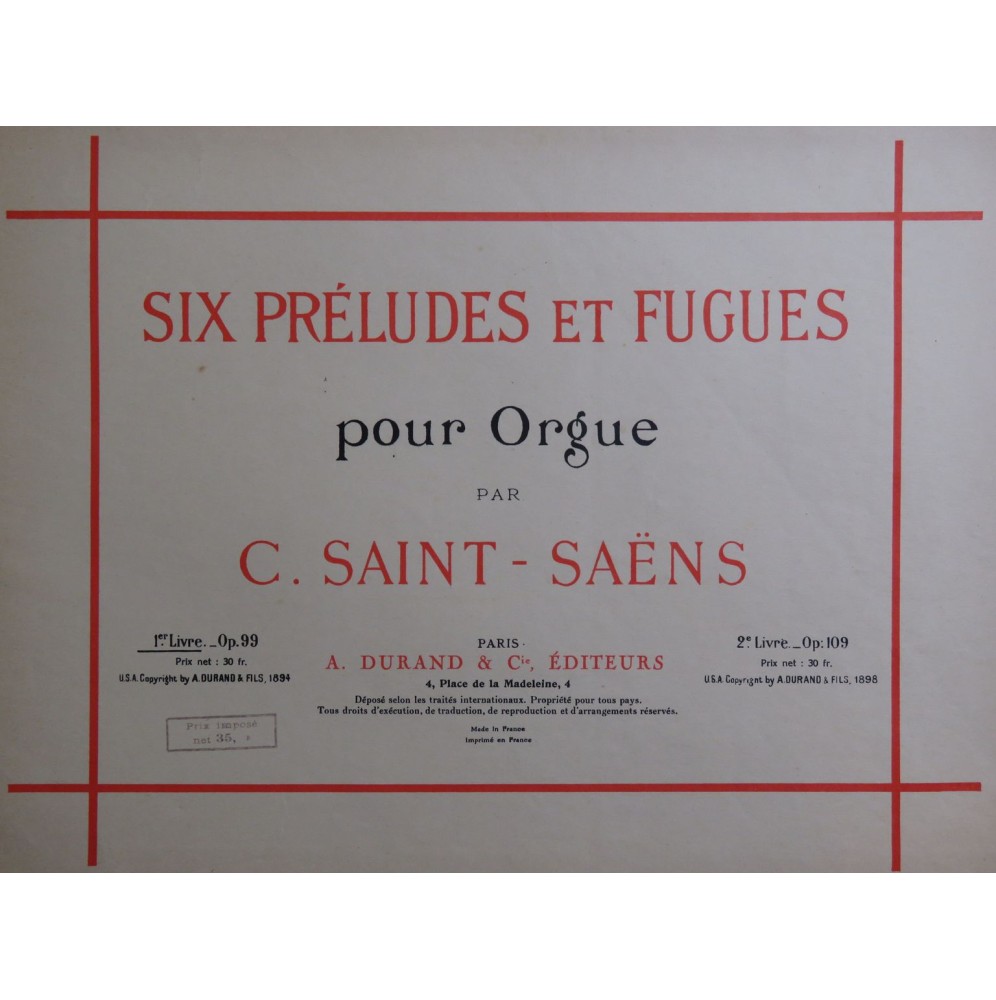 SIX PRÉLUDES ET FUGUES
pour Orgue
PAR
C. SAINT-SAËNS
1er Livre._Op.99
Prix net : 30 fr.
U.S.A. Copyright by A. DURAND & FILS, 1894
PARIS.
A. DURAND & Cie, ÉDITEURS
4, Place de la Madeleine, 4
Déposé selon les traités internationaux. Propriété pour tous pays.
Tous droits d'exécution, de traduction, de reproduction et d'arrangements réservés.
Made in France
Imprimé en France
2e Livre._Op:109
Prix net : 30 fr.
U.S.A. Copyright by A. DURAND & FILS, 1898
Prix imposé
net 35,